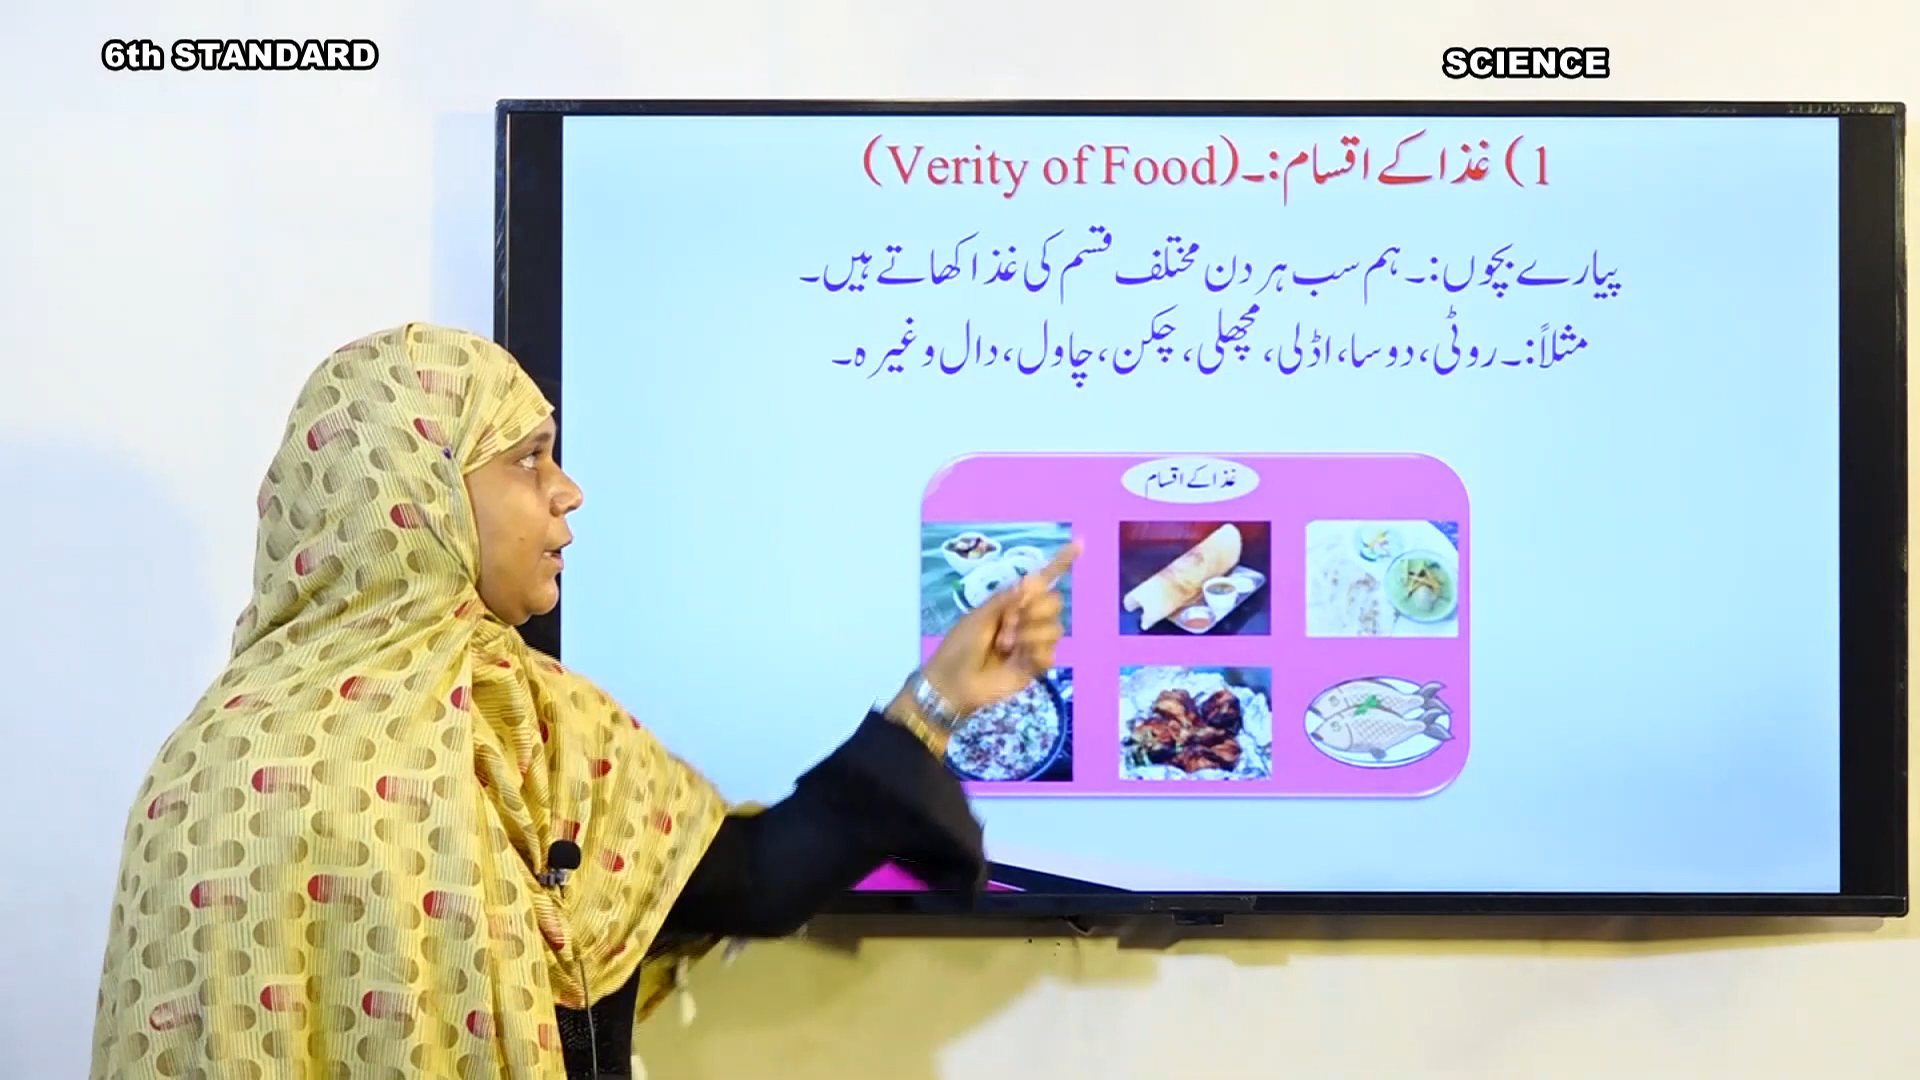 6th STANDARD
SCIENCE
1) غذا کے اقسام:۔(Verity of Food)
پیارے بچوں:۔ ہم سب ہر دن مختلف قسم کی غذا کھاتے ہیں۔
مثلاً:۔ روٹی، دوسا، اڈلی، مچھلی، چکن، چاول، دال وغیرہ۔
غذا کے اقسام